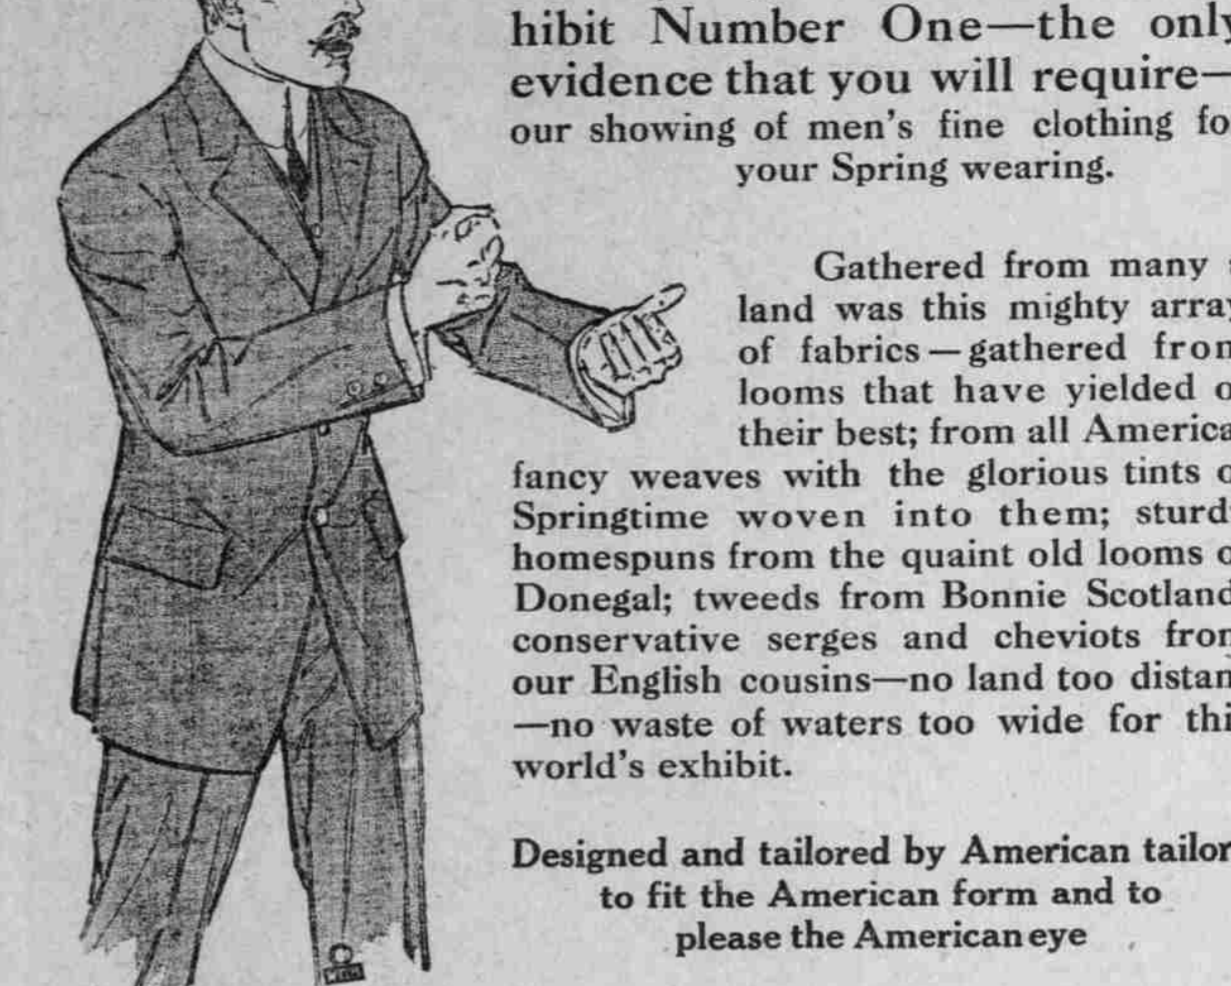 hibit Number One—the only
evidence that you will require—
our showing of men's fine clothing fo
your Spring wearing.
Gathered from many
land was this mighty array
of fabrics—gathered from
looms that have yielded o
their best; from all America
fancy weaves with the glorious tints o
Springtime woven into them; sturd
homespuns from the quaint old looms o
Donegal; tweeds from Bonnie Scotland
conservative serges and cheviots from
our English cousins—no land too distan
—no waste of waters too wide for thi
world's exhibit.
Designed and tailored by American tailor
to fit the American form and to
please the American eye